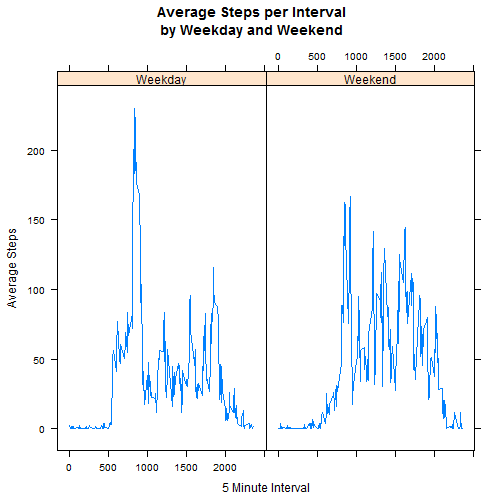 Average Steps per Interval
by Weekday and Weekend
0 500 1000 1500 2000
Weekday Weekend
200
150
100
50
0
Average Steps
0 500 1000 1500 2000
5 Minute Interval